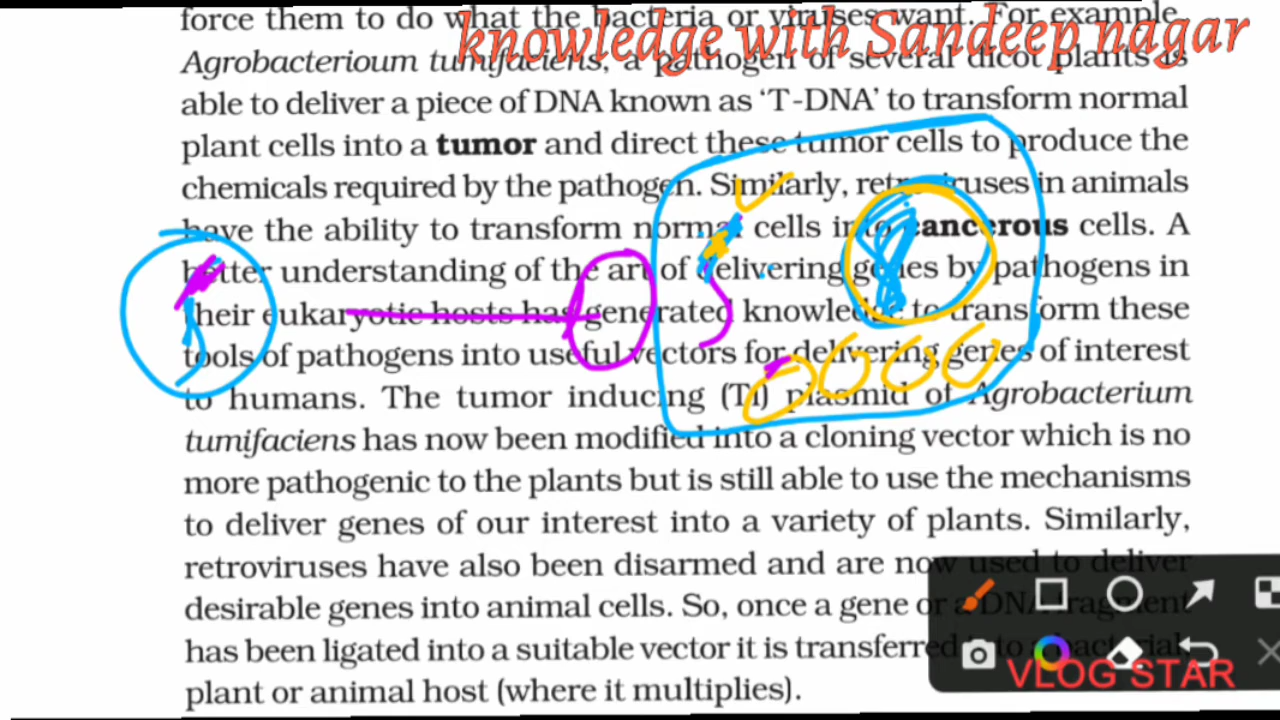 force them to do what the bacteria or viruses want. For example,
knowledge with Sandeep nagar
Agrobacterioum tumifaciens, a pathogen of several dicot plants is
able to deliver a piece of DNA known as ‘T-DNA’ to transform normal
plant cells into a tumor and direct these tumor cells to produce the
chemicals required by the pathogen. Similarly, retroviruses in animals
have the ability to transform normal cells into cancerous cells. A
better understanding of the art of delivering genes by pathogens in
their eukaryotic hosts has generated knowledge to transform these
tools of pathogens into useful vectors for delivering genes of interest
to humans. The tumor inducing (Ti) plasmid of Agrobacterium
tumifaciens has now been modified into a cloning vector which is no
more pathogenic to the plants but is still able to use the mechanisms
to deliver genes of our interest into a variety of plants. Similarly,
retroviruses have also been disarmed and are now used to deliver
desirable genes into animal cells. So, once a gene or a DNA fragment
has been ligated into a suitable vector it is transferred into a bacterial,
VLOG STAR
plant or animal host (where it multiplies).